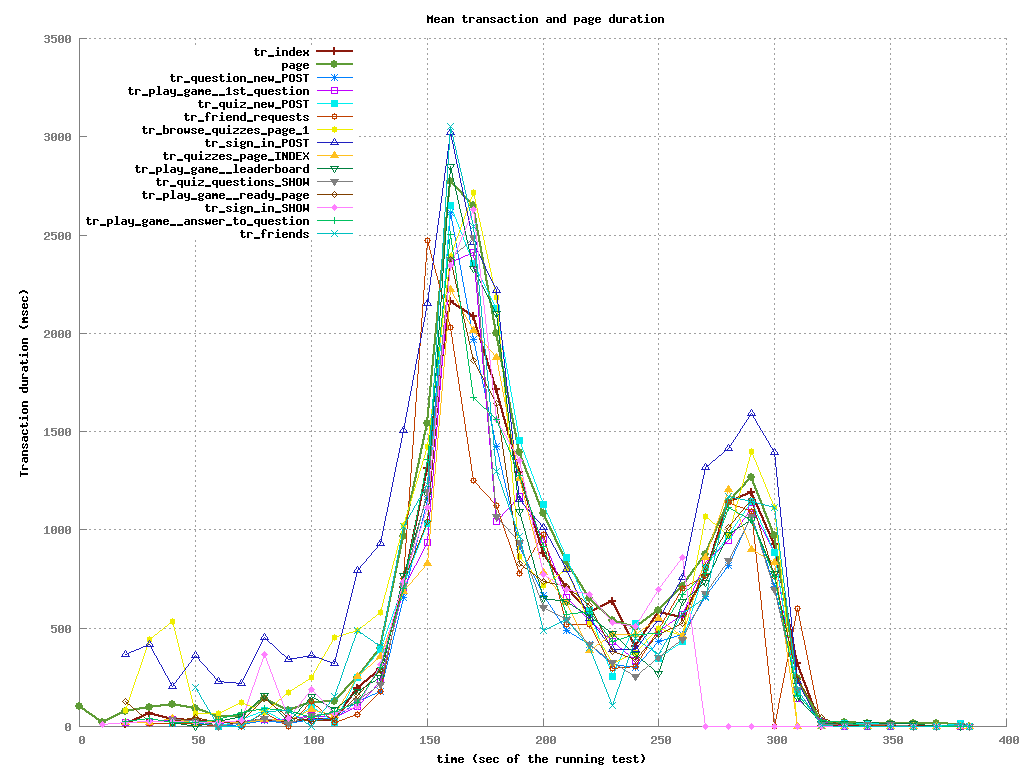 Mean transaction and page duration
3500
3000
2500
2000
1500
1000
500
0
tr_index
page
tr_question_new_POST
tr_play_game__1st_question
tr_quiz_new_POST
tr_friend_requests
tr_browse_quizzes_page_1
tr_sign_in_POST
tr_quizzes_page_INDEX
tr_play_game__leaderboard
tr_quiz_questions_SHOW
tr_play_game__ready_page
tr_sign_in_SHOW
tr_play_game__answer_to_question
tr_friends
Transaction duration (msec)
0 50 100 150 200 250 300 350 400
time (sec of the running test)